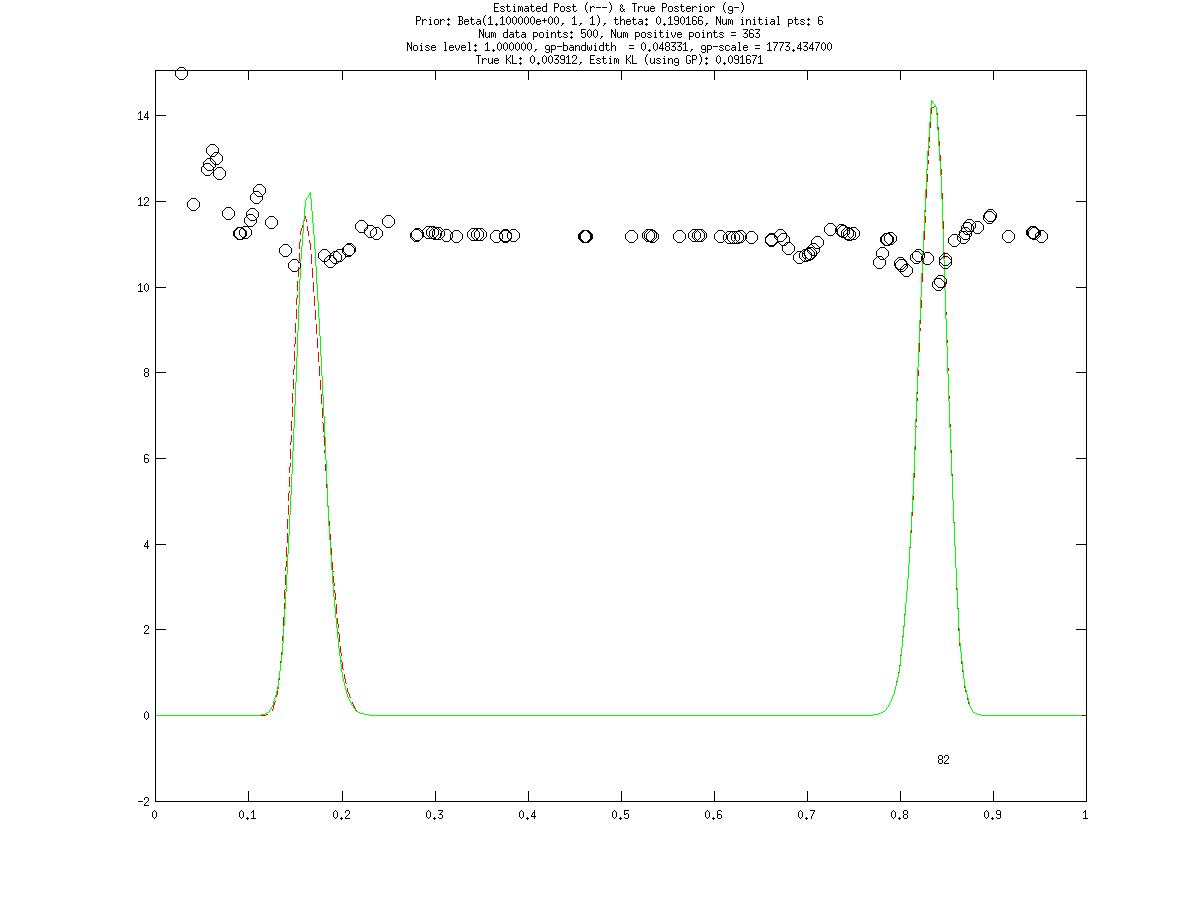 Estimated Post (r--) & True Posterior (g-)
Prior: Beta(1.100000e+00, 1, 1), theta: 0.190166, Num initial pts: 6
Num data points: 500, Num positive points = 363
Noise level: 1.000000, gp-bandwidth  = 0.048331, gp-scale = 1773.434700
True KL: 0.003912, Estim KL (using GP): 0.091671
14
12
10
8
6
4
2
0
82
-2
0 0.1 0.2 0.3 0.4 0.5 0.6 0.7 0.8 0.9 1